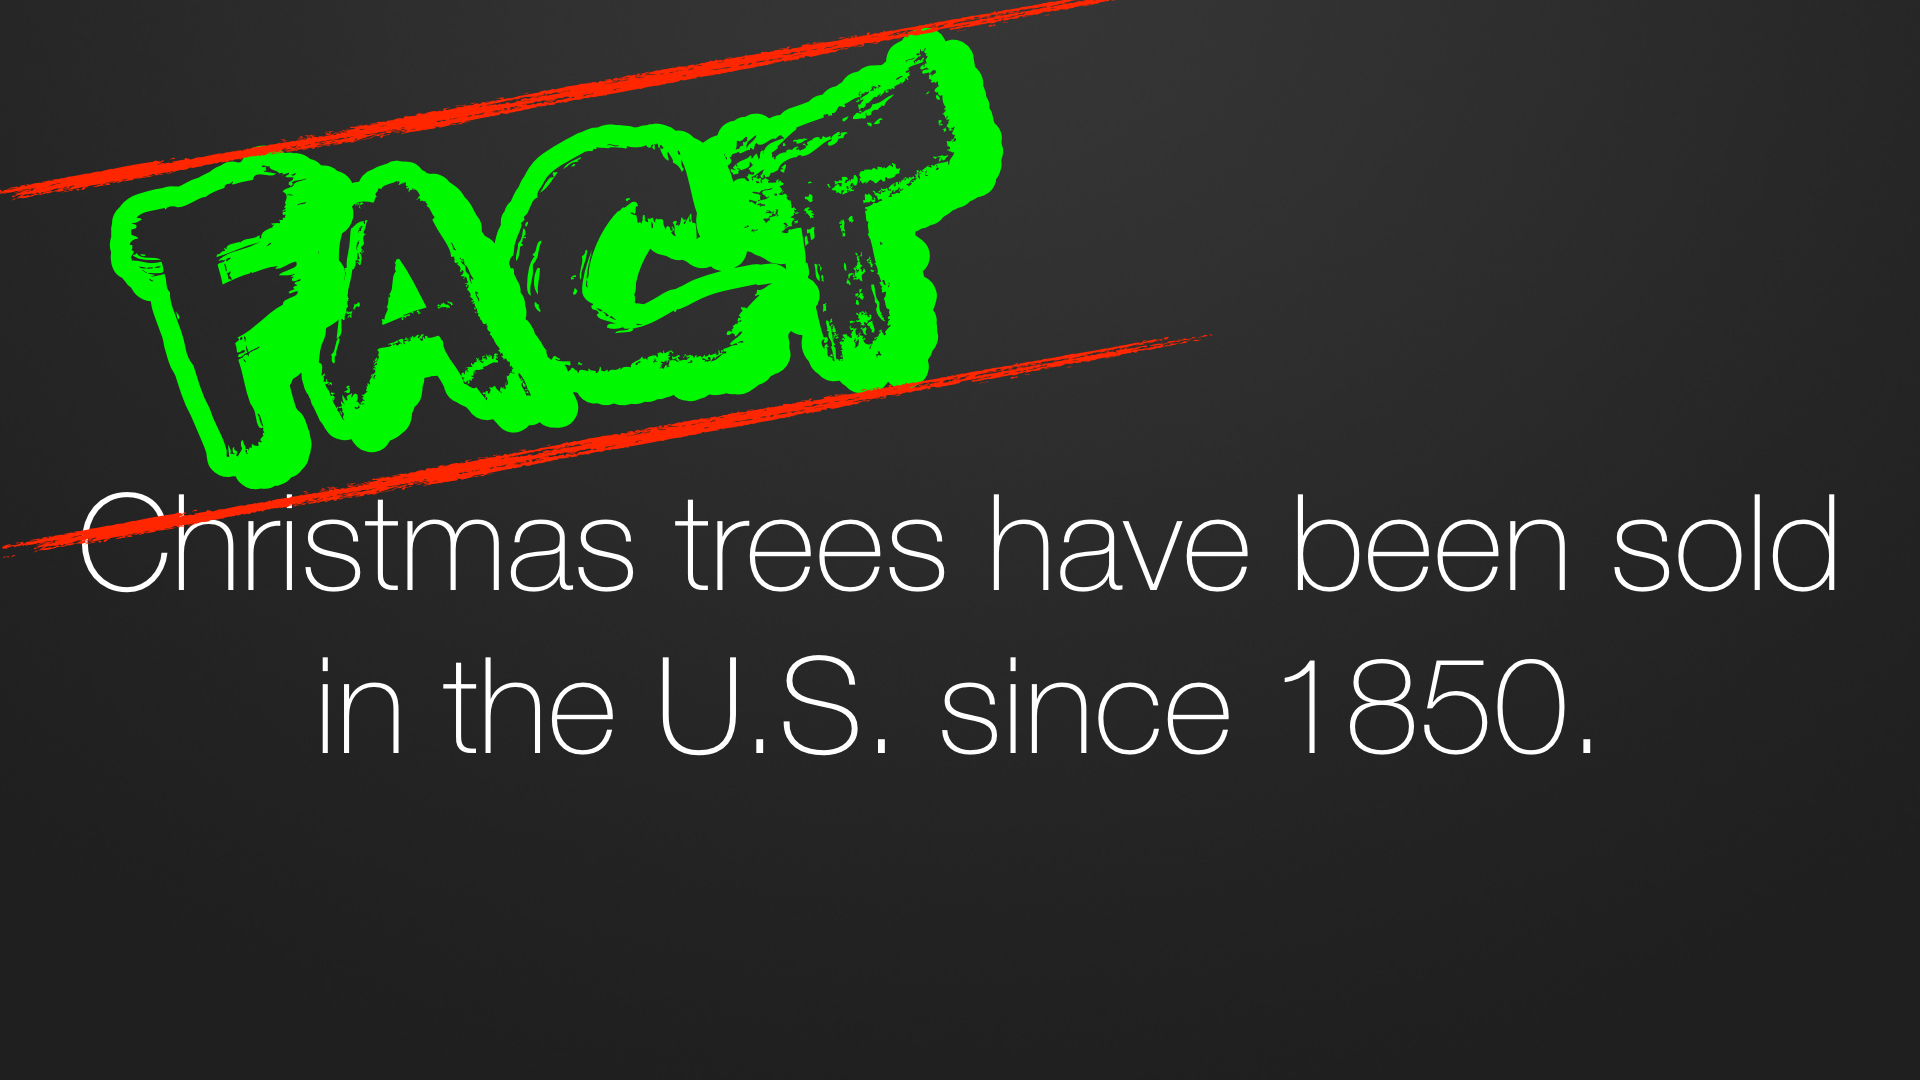 FACT
Christmas trees have been sold
in the U.S. since 1850.